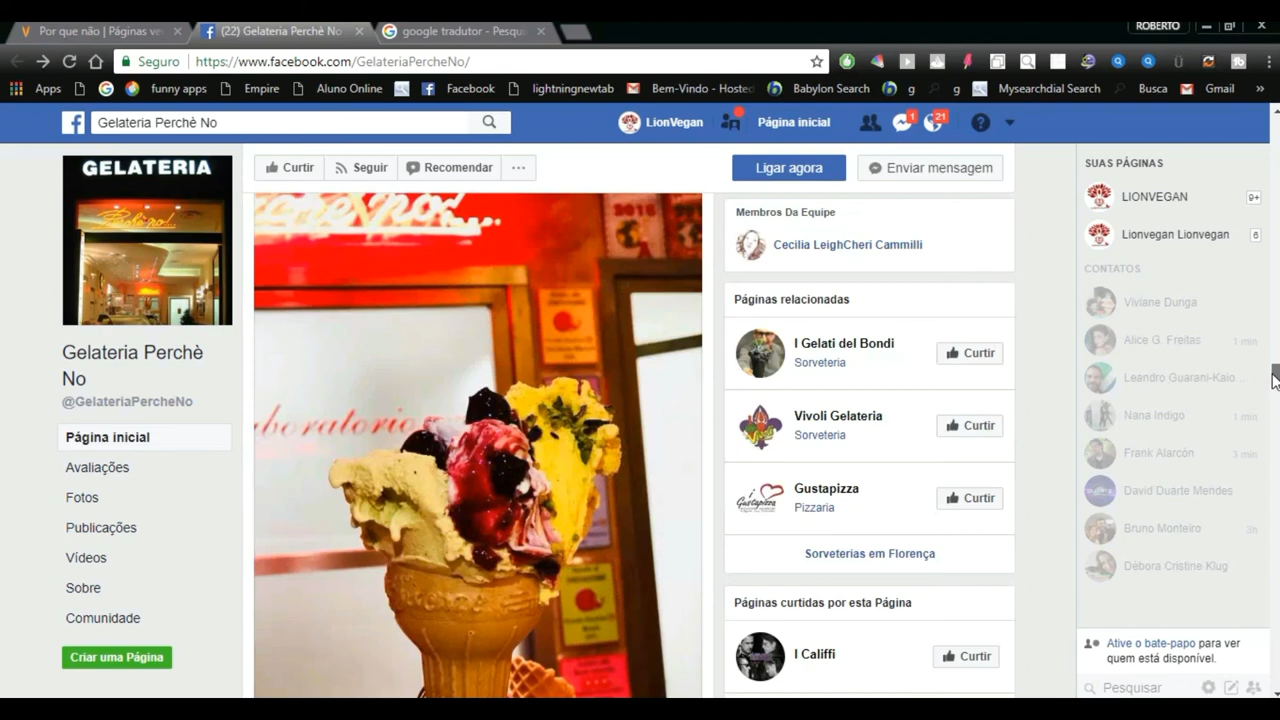 Por que não | Páginas ve
(22) Gelateria Perchè No
google tradutor - Pesqu
ROBERTO
Seguro
https://www.facebook.com/GelateriaPercheNo/
Apps
funny apps
Empire
Aluno Online
Facebook
lightningnewtab
Bem-Vindo - Hosted
Babylon Search
g
g
Mysearchdial Search
Busca
Gmail
»
Gelateria Perchè No
LionVegan
Página inicial
1
21
GELATERIA
Curtir
Seguir
Recomendar
Ligar agora
Enviar mensagem
Gelateria Perchè
No
@GelateriaPercheNo
Página inicial
Avaliações
Fotos
Publicações
Vídeos
Sobre
Comunidade
Criar uma Página
Membros Da Equipe
Cecilia LeighCheri Cammilli
Páginas relacionadas
I Gelati del Bondi
Sorveteria
Curtir
Vivoli Gelateria
Sorveteria
Curtir
Gustapizza
Pizzaria
Curtir
Sorveterias em Florença
Páginas curtidas por esta Página
I Califfi
Curtir
SUAS PÁGINAS
LIONVEGAN
9+
Lionvegan Lionvegan
6
CONTATOS
Viviane Dunga
Alice G. Freitas
1 min
Leandro Guarani-Kaio...
Nana Indigo
1 min
Frank Alarcón
3 min
David Duarte Mendes
Bruno Monteiro
3h
Débora Cristine Klug
Ative o bate-papo para ver
quem está disponível.
Pesquisar